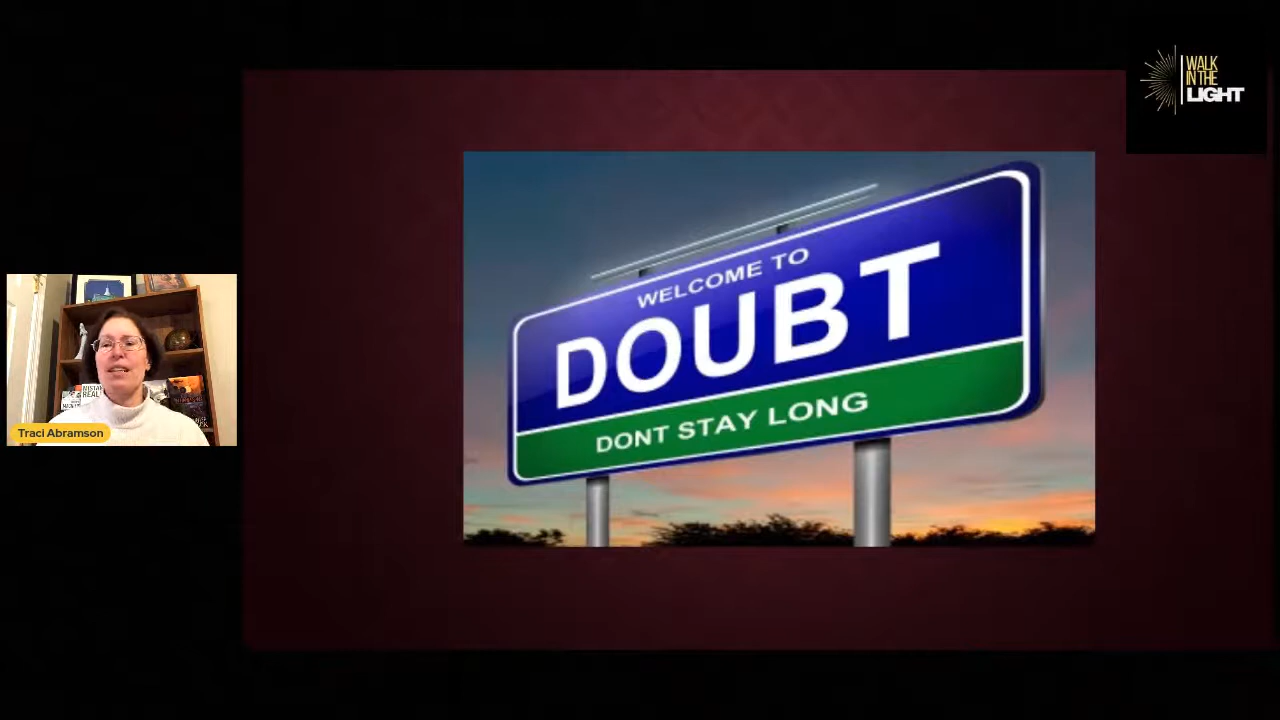 WALK
IN THE
LIGHT
WELCOME TO
DOUBT
DONT STAY LONG
Traci Abramson